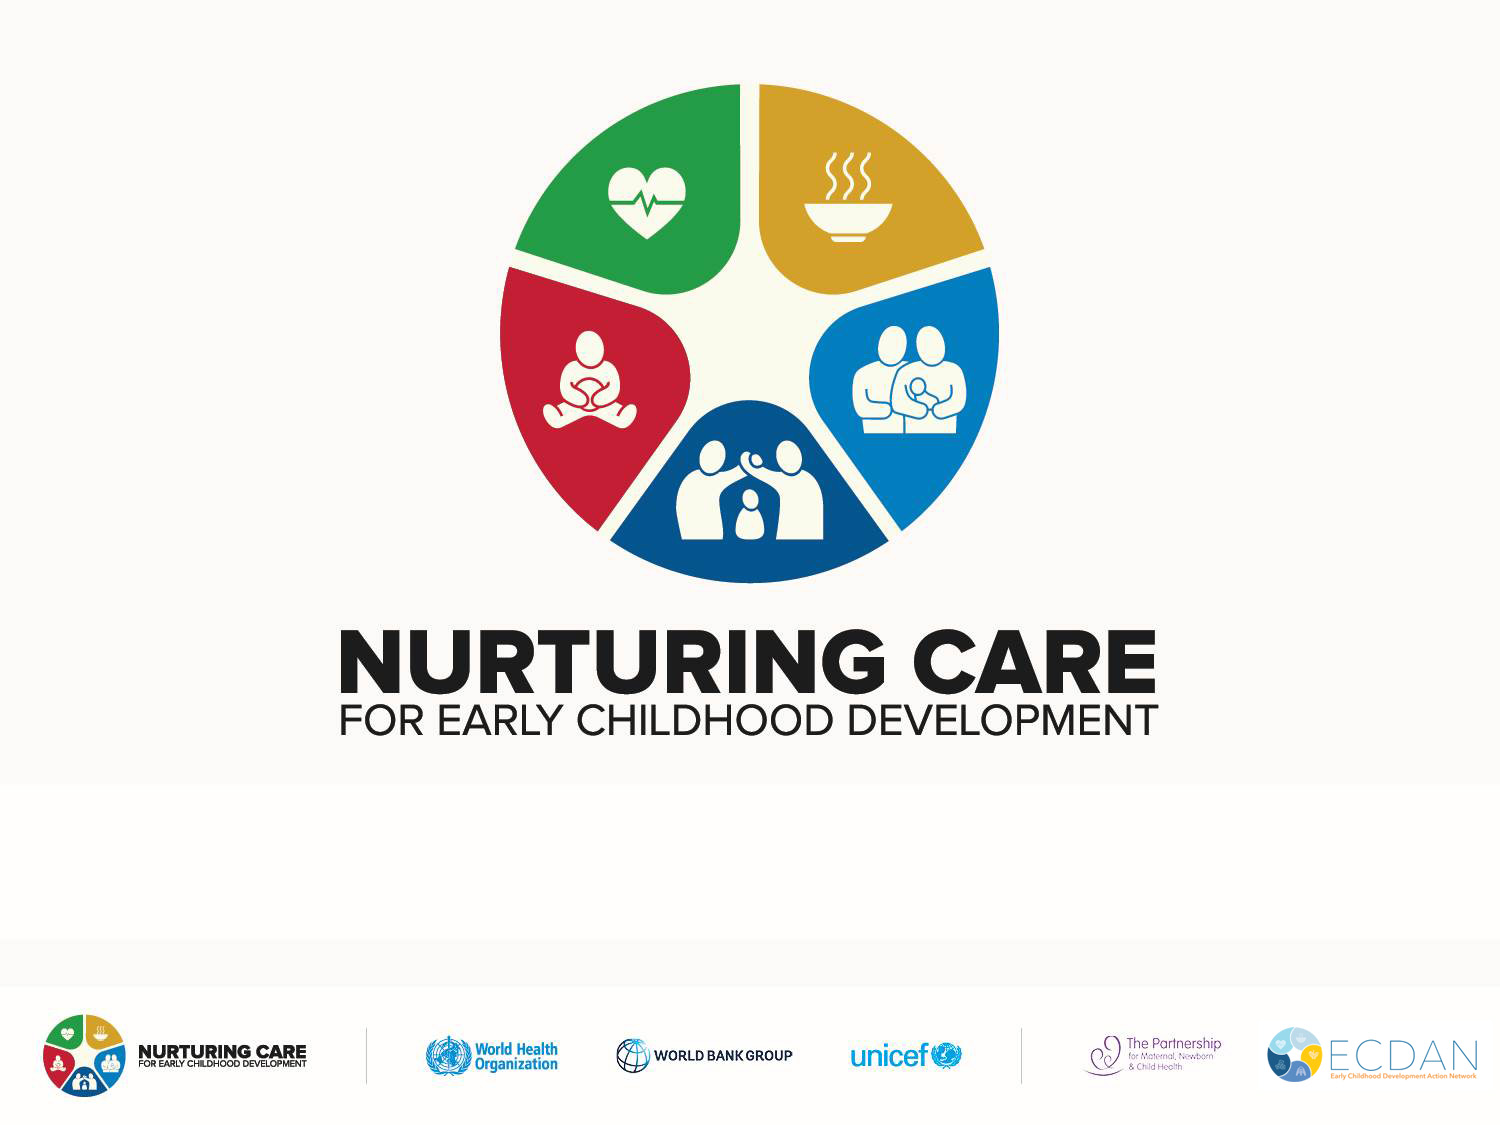 NURTURING CARE
FOR EARLY CHILDHOOD DEVELOPMENT
NURTURING CARE
FOR EARLY CHILDHOOD DEVELOPMENT
World Health
Organization
WORLD BANK GROUP
unicef
The Partnership
for Maternal, Newborn
& Child Health
ECDAN
Early Childhood Development Action Network